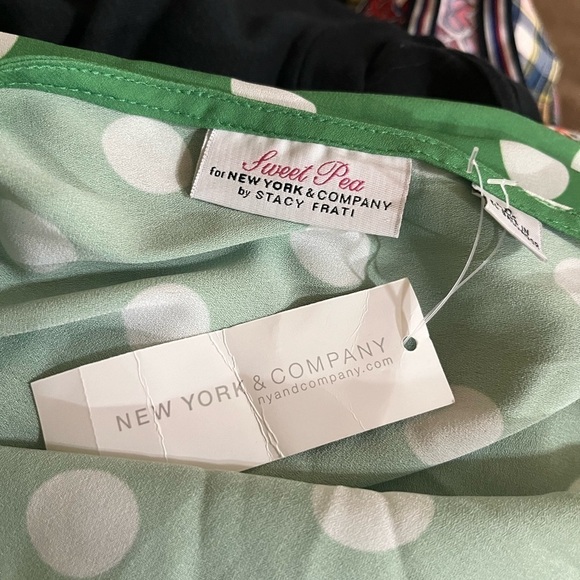 Sweet Pea
for NEW YORK & COMPANY
by STACY FRATI
NEW YORK & COMPANY
nyandcompany.com